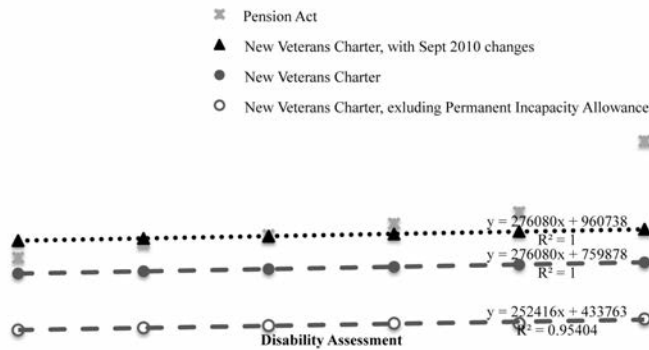 Pension Act
New Veterans Charter, with Sept 2010 changes
New Veterans Charter
New Veterans Charter, exluding Permanent Incapacity Allowance
y = 276080x + 960738
R² = 1
y = 276080x + 759878
R² = 1
y = 252416x + 433763
R² = 0.95404
Disability Assessment